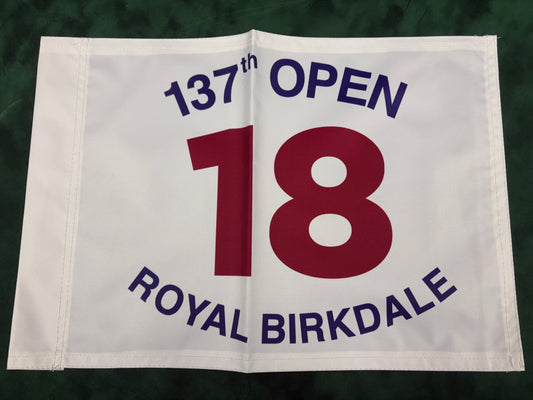 137th OPEN
18
ROYAL BIRKDALE